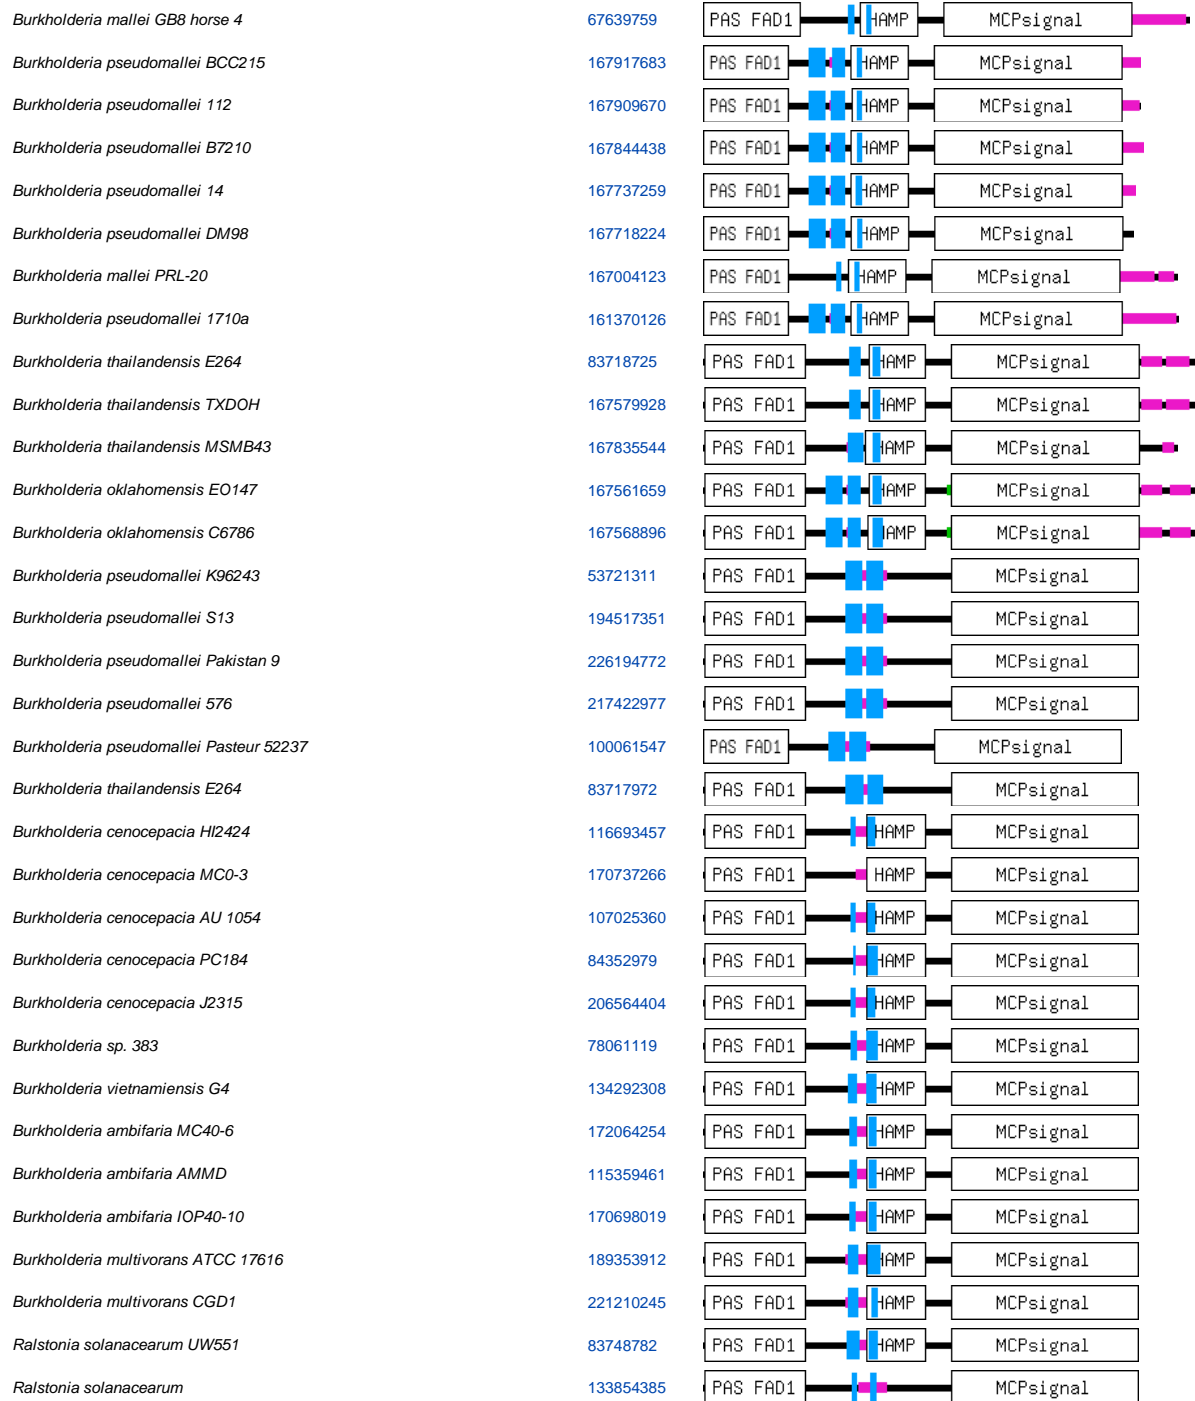 Burkholderia mallei GB8 horse 4 67639759 PAS FAD1 HAMP MCPsignal
Burkholderia pseudomallei BCC215 167917683 PAS FAD1 HAMP MCPsignal
Burkholderia pseudomallei 112 167909670 PAS FAD1 HAMP MCPsignal
Burkholderia pseudomallei B7210 167844438 PAS FAD1 HAMP MCPsignal
Burkholderia pseudomallei 14 167737259 PAS FAD1 HAMP MCPsignal
Burkholderia pseudomallei DM98 167718224 PAS FAD1 HAMP MCPsignal
Burkholderia mallei PRL-20 167004123 PAS FAD1 HAMP MCPsignal
Burkholderia pseudomallei 1710a 161370126 PAS FAD1 HAMP MCPsignal
Burkholderia thailandensis E264 83718725 PAS FAD1 HAMP MCPsignal
Burkholderia thailandensis TXDOH 167579928 PAS FAD1 HAMP MCPsignal
Burkholderia thailandensis MSMB43 167835544 PAS FAD1 HAMP MCPsignal
Burkholderia oklahomensis EO147 167561659 PAS FAD1 HAMP MCPsignal
Burkholderia oklahomensis C6786 167568896 PAS FAD1 HAMP MCPsignal
Burkholderia pseudomallei K96243 53721311 PAS FAD1 MCPsignal
Burkholderia pseudomallei S13 194517351 PAS FAD1 MCPsignal
Burkholderia pseudomallei Pakistan 9 226194772 PAS FAD1 MCPsignal
Burkholderia pseudomallei 576 217422977 PAS FAD1 MCPsignal
Burkholderia pseudomallei Pasteur 52237 100061547 PAS FAD1 MCPsignal
Burkholderia thailandensis E264 83717972 PAS FAD1 MCPsignal
Burkholderia cenocepacia HI2424 116693457 PAS FAD1 HAMP MCPsignal
Burkholderia cenocepacia MC0-3 170737266 PAS FAD1 HAMP MCPsignal
Burkholderia cenocepacia AU 1054 107025360 PAS FAD1 HAMP MCPsignal
Burkholderia cenocepacia PC184 84352979 PAS FAD1 HAMP MCPsignal
Burkholderia cenocepacia J2315 206564404 PAS FAD1 HAMP MCPsignal
Burkholderia sp. 383 78061119 PAS FAD1 HAMP MCPsignal
Burkholderia vietnamiensis G4 134292308 PAS FAD1 HAMP MCPsignal
Burkholderia ambifaria MC40-6 172064254 PAS FAD1 HAMP MCPsignal
Burkholderia ambifaria AMMD 115359461 PAS FAD1 HAMP MCPsignal
Burkholderia ambifaria IOP40-10 170698019 PAS FAD1 HAMP MCPsignal
Burkholderia multivorans ATCC 17616 189353912 PAS FAD1 HAMP MCPsignal
Burkholderia multivorans CGD1 221210245 PAS FAD1 HAMP MCPsignal
Ralstonia solanacearum UW551 83748782 PAS FAD1 HAMP MCPsignal
Ralstonia solanacearum 133854385 PAS FAD1 MCPsignal